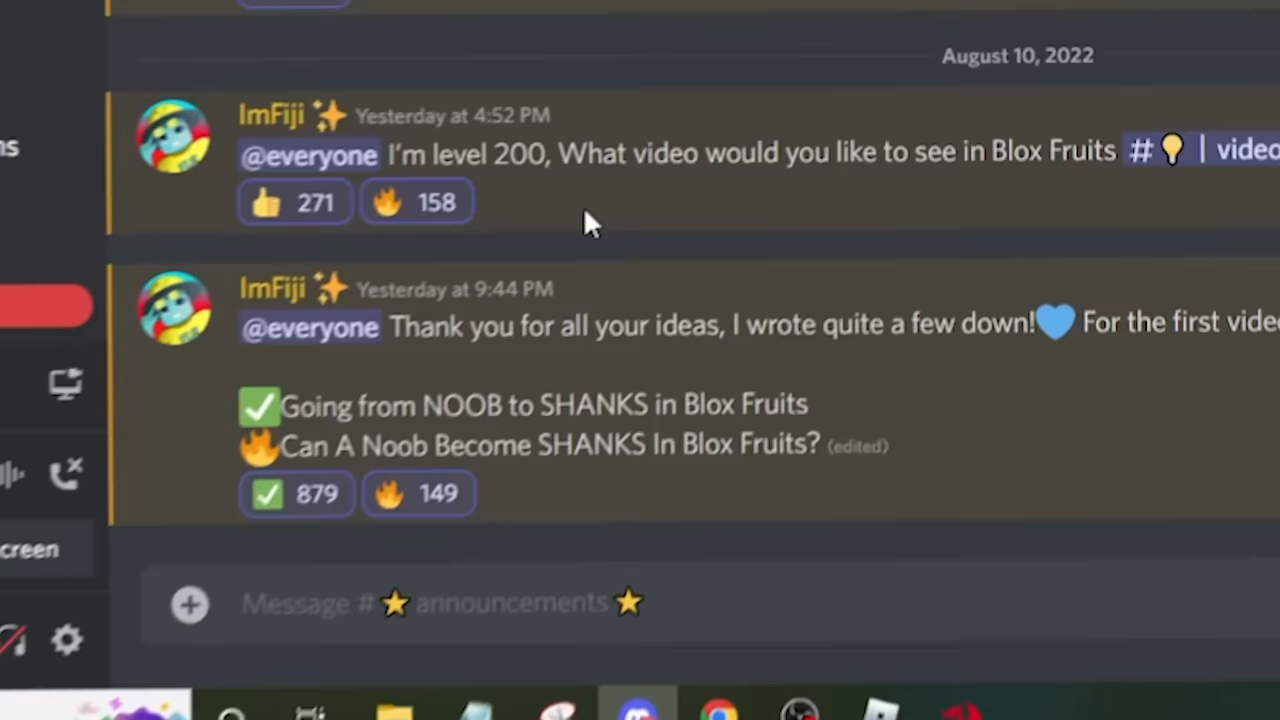 August 10, 2022
ImFiji ✨ Yesterday at 4:52 PM
@everyone I'm level 200, What video would you like to see in Blox Fruits #💡 | video
👍 271 🔥 158
ImFiji ✨ Yesterday at 9:44 PM
@everyone Thank you for all your ideas, I wrote quite a few down!💙 For the first
✅Going from NOOB to SHANKS in Blox Fruits
🔥Can A Noob Become SHANKS In Blox Fruits? (edited)
✅ 879 🔥 149
creen
Message #⭐ announcements ⭐